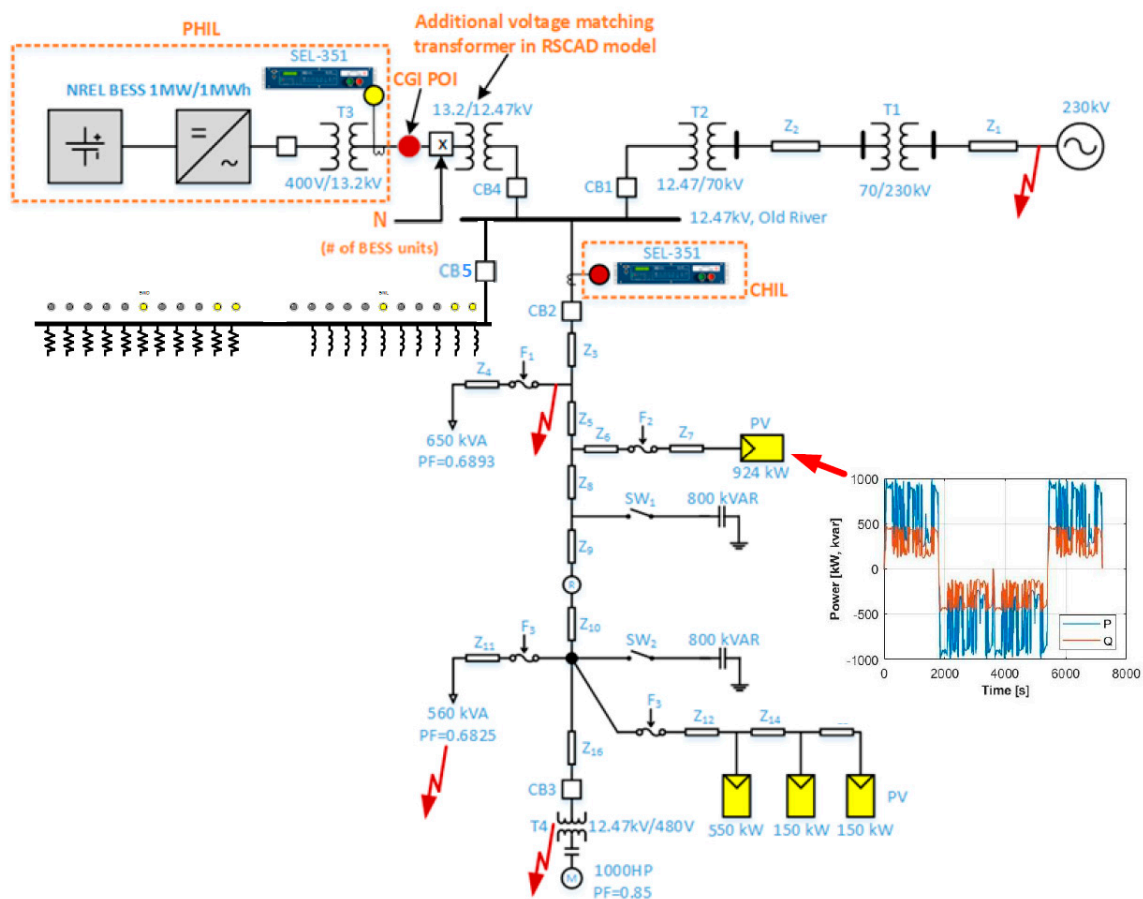 Additional voltage matching
transformer in RSCAD model
PHIL
SEL-351
CGI POI
NREL BESS 1MW/1MWh
T3
13.2/12.47kV
400V/13.2kV
X
CB4
N
(# of BESS units)
T2
12.47/70kV
Z2
T1
70/230kV
Z1
230kV
CB1
12.47kV, Old River
CB5
SEL-351
CHIL
CB2
Z3
F1
Z4
650 kVA
PF=0.6893
Z5
Z6
F2
Z7
PV
924 kW
Z8
SW1
800 kVAR
Z9
R
Z10
Z11
F3
560 kVA
PF=0.6825
SW2
800 kVAR
F3
Z12
Z14
550 kW
150 kW
150 kW
PV
Z16
CB3
T4
12.47kV/480V
M
1000HP
PF=0.85
Power [kW, kvar]
1000
500
0
-500
-1000
P
Q
0
2000
4000
6000
8000
Time [s]